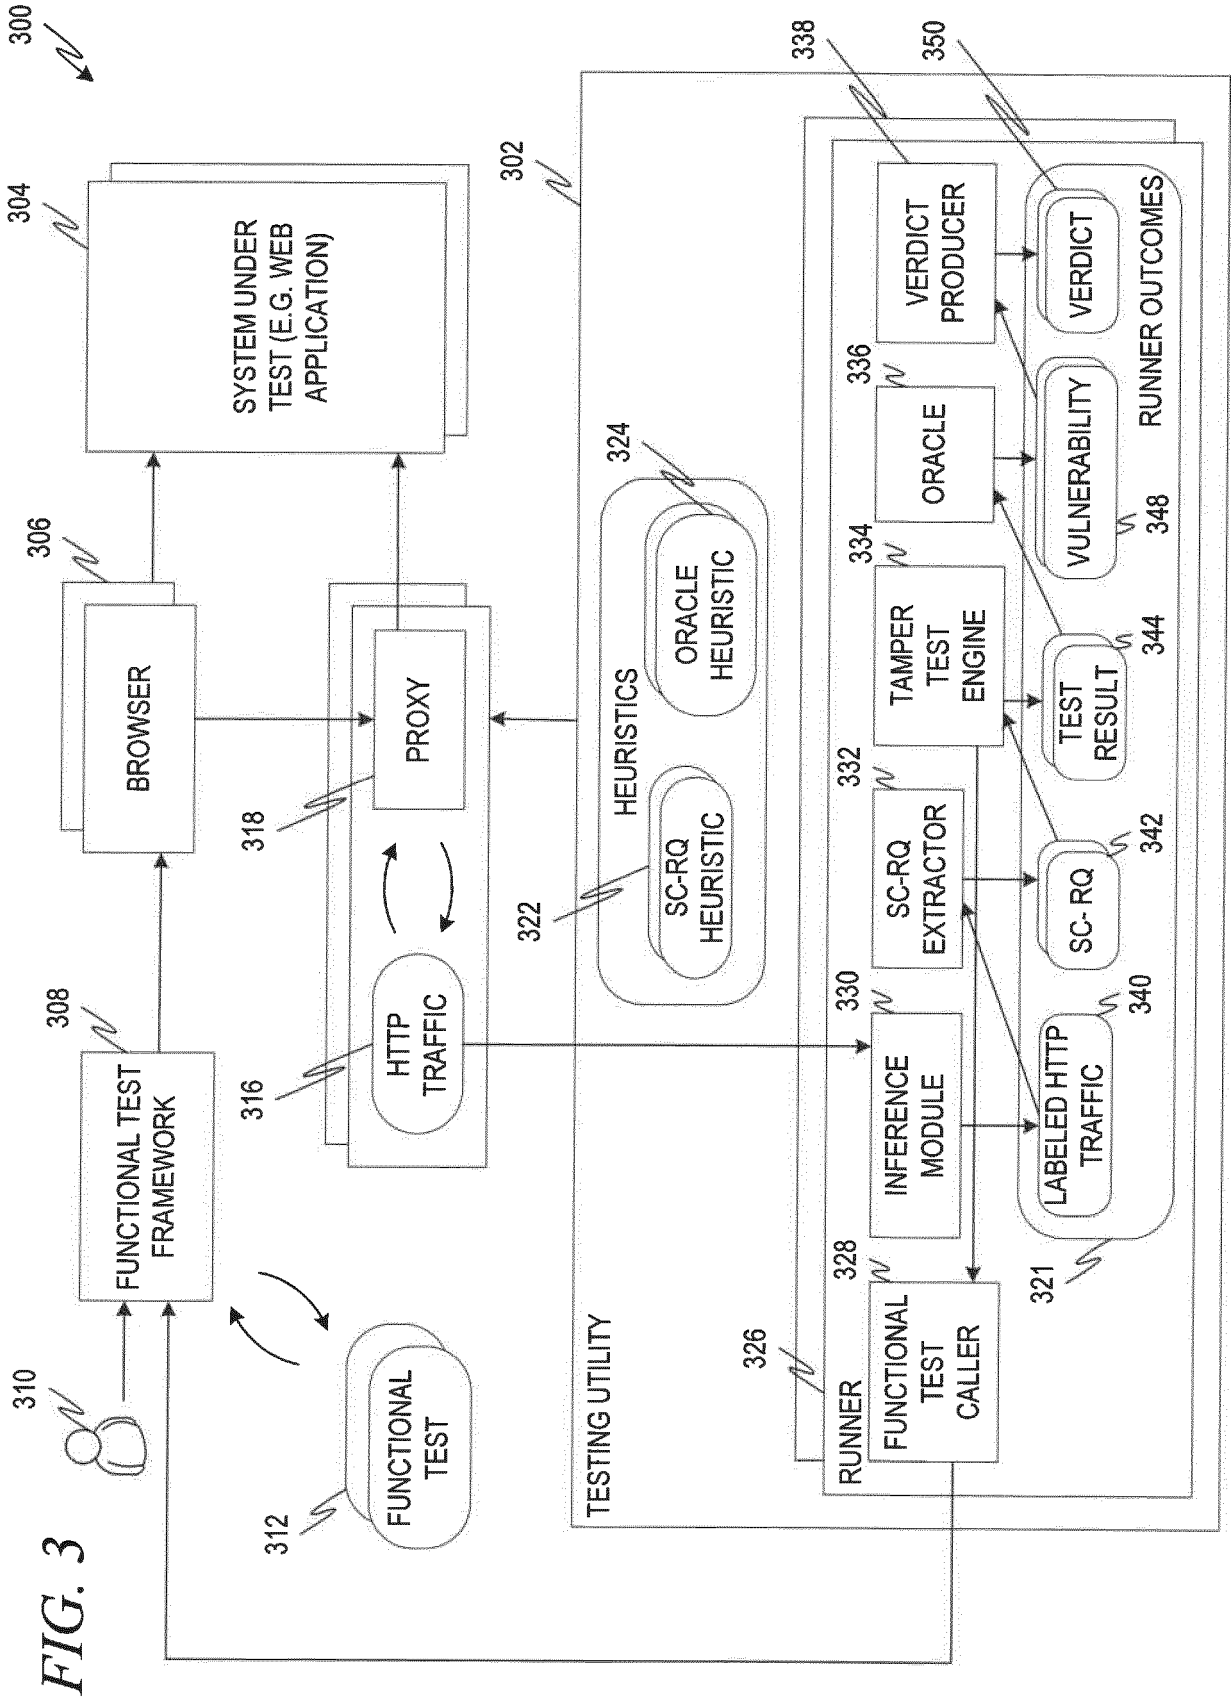 FIG. 3
300
310
FUNCTIONAL TEST
FRAMEWORK
308
BROWSER
306
SYSTEM UNDER
TEST (E.G. WEB
APPLICATION)
304
312
FUNCTIONAL
TEST
316
HTTP
TRAFFIC
318
PROXY
TESTING UTILITY
302
HEURISTICS
322
SC-RQ
HEURISTIC
324
ORACLE
HEURISTIC
326
RUNNER
328
FUNCTIONAL
TEST
CALLER
330
INFERENCE
MODULE
332
SC-RQ
EXTRACTOR
334
TAMPER
TEST
ENGINE
336
ORACLE
338
VERDICT
PRODUCER
321
LABELED HTTP
TRAFFIC
340
SC- RQ
342
TEST
RESULT
344
VULNERABILITY
348
VERDICT
350
RUNNER OUTCOMES